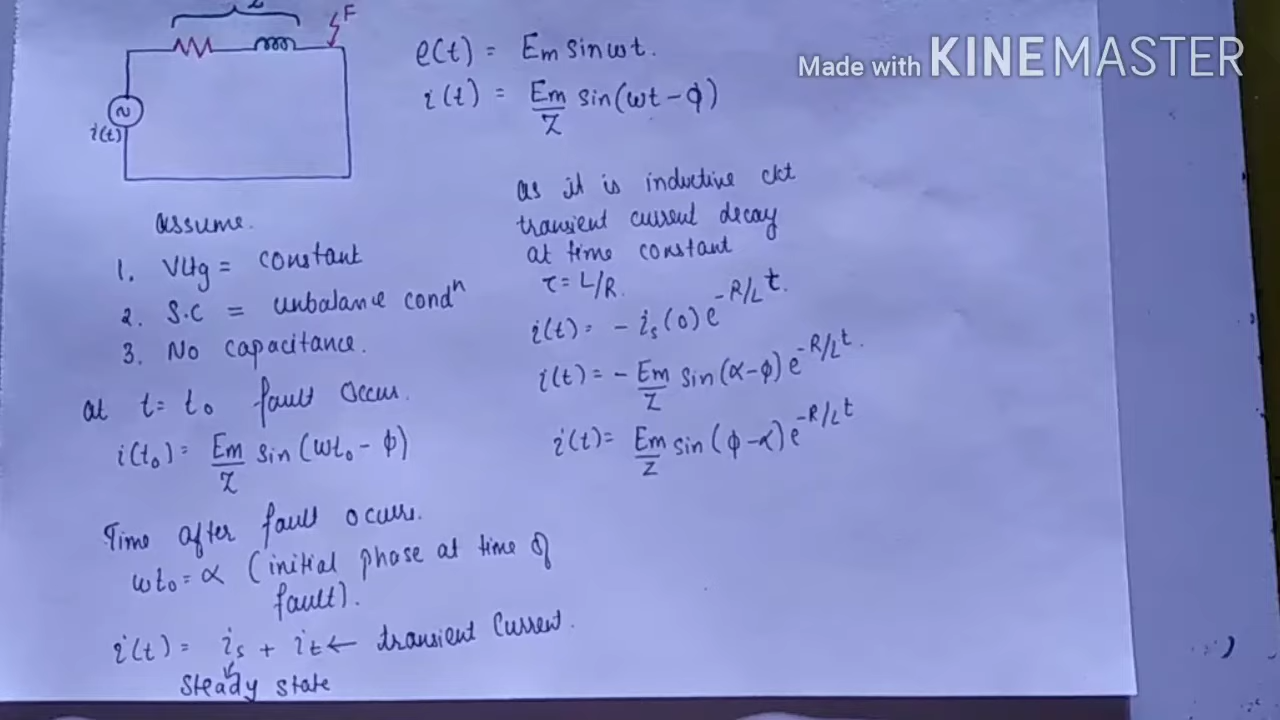 Z
F
i(t)
e(t) = Em sin ωt.
i(t) = Em/Z sin(ωt - φ)
Made with KINEMASTER
assume.
1. Vltg = constant
2. S.C = unbalance condⁿ
3. No capacitance.
at t = t₀ fault occur.
i(t₀) = Em/Z sin(ωt₀ - φ)
Time after fault occurs.
ωt₀ = α (initial phase at time of
fault).
i(t) = iₛ + iₜ ← transient current.
steady state
as it is inductive ckt
transient current decay
at time constant
τ = L/R.
i(t) = - iₛ(0) e^-R/L t.
i(t) = - Em/Z sin(α - φ) e^-R/L t.
i(t) = Em/Z sin(φ - α) e^-R/L t